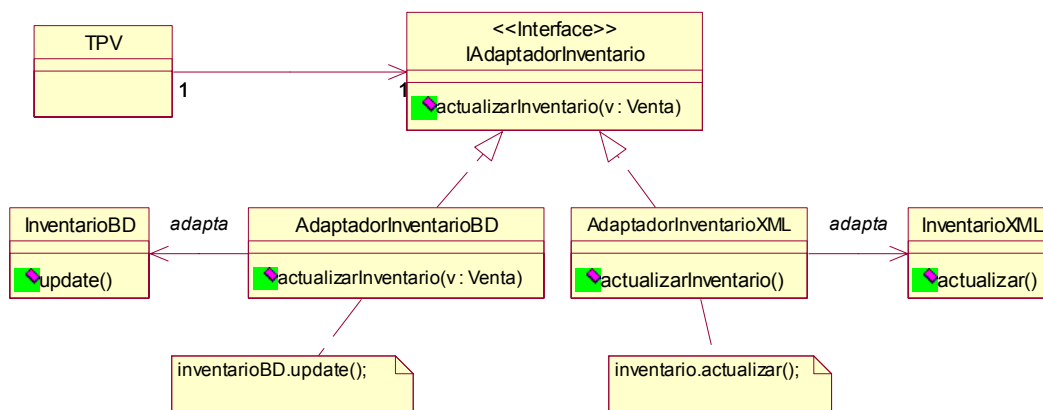 TPV
<<Interface>>
IAdaptadorInventario
1
1
actualizarInventario(v : Venta)
InventarioBD
adapta
AdaptadorInventarioBD
AdaptadorInventarioXML
adapta
InventarioXML
update()
actualizarInventario(v : Venta)
actualizarInventario()
actualizar()
inventarioBD.update();
inventario.actualizar();